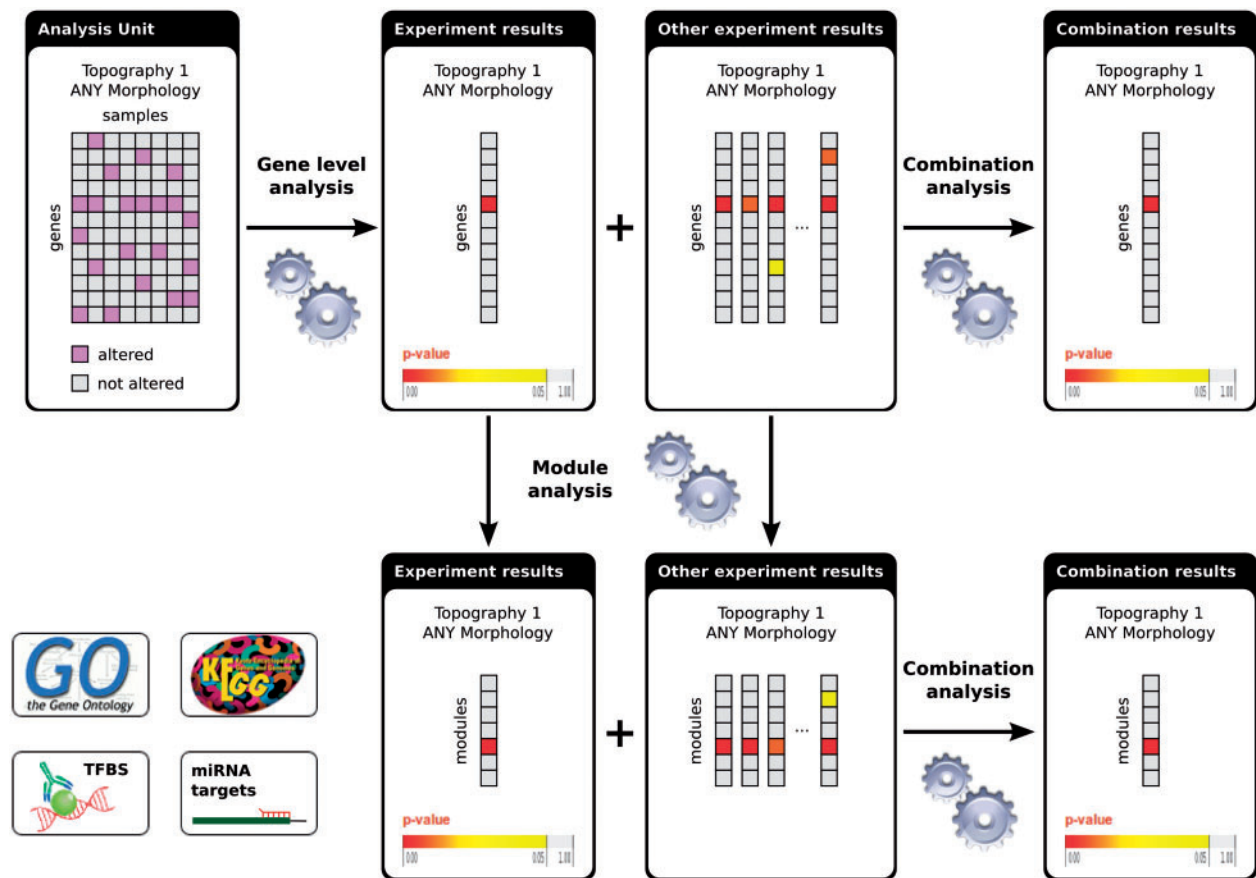 Analysis Unit
Topography 1
ANY Morphology
samples
genes
altered
not altered
Gene level
analysis
Experiment results
Topography 1
ANY Morphology
genes
p-value
0.00 0.05 1.00
+
Other experiment results
Topography 1
ANY Morphology
genes
...
Combination
analysis
Combination results
Topography 1
ANY Morphology
genes
p-value
0.00 0.05 1.00
Module
analysis
GO
the Gene Ontology
KEGG
TFBS
miRNA
targets
Experiment results
Topography 1
ANY Morphology
modules
p-value
0.00 0.05 1.00
+
Other experiment results
Topography 1
ANY Morphology
modules
...
Combination
analysis
Combination results
Topography 1
ANY Morphology
modules
p-value
0.00 0.05 1.00